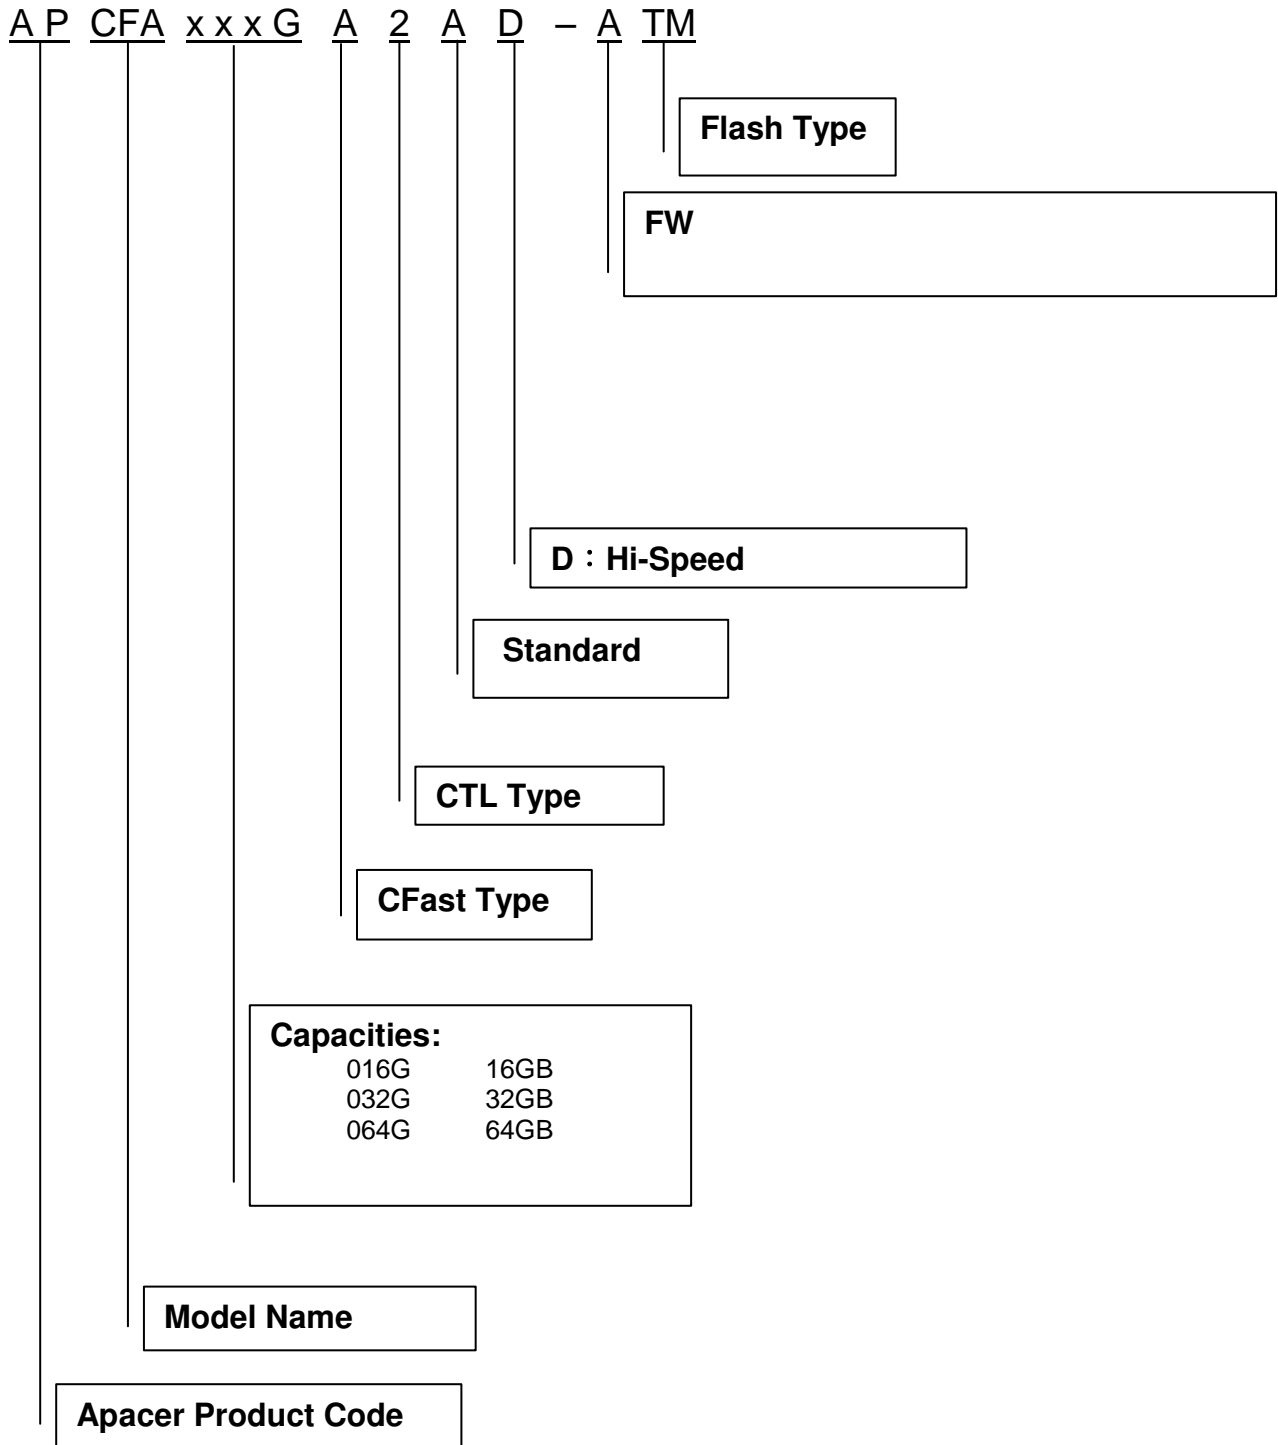 A P CFA x x x G A 2 A D – A TM
Flash Type
FW
D：Hi-Speed
Standard
CTL Type
CFast Type
Capacities:
016G 16GB
032G 32GB
064G 64GB
Model Name
Apacer Product Code